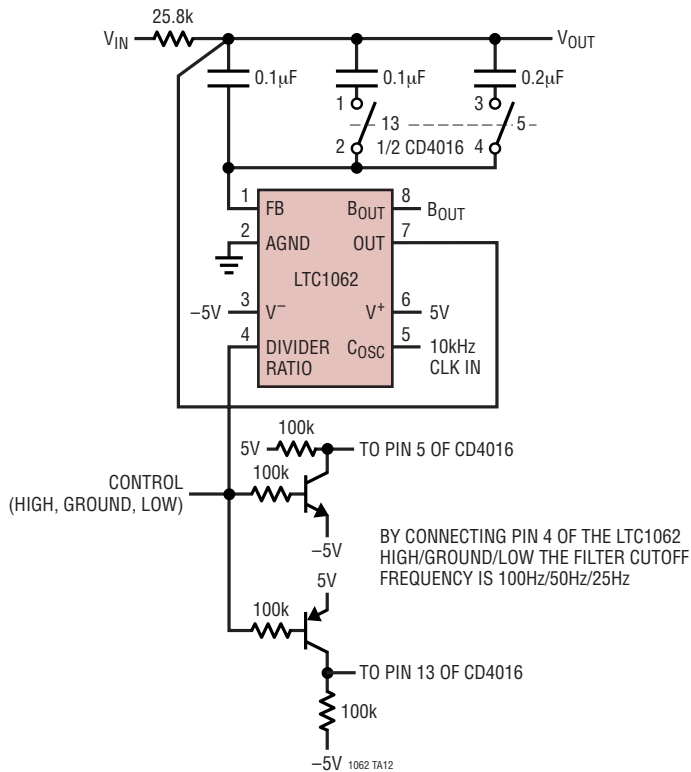 25.8k
VIN
VOUT
0.1µF
0.1µF
0.2µF
1
3
13
5
2
1/2 CD4016
4
1
FB
BOUT
8
BOUT
2
AGND
OUT
7
LTC1062
–5V
3
V–
V+
6
5V
4
DIVIDER
RATIO
COSC
5
10kHz
CLK IN
100k
5V
TO PIN 5 OF CD4016
100k
CONTROL
(HIGH, GROUND, LOW)
–5V
BY CONNECTING PIN 4 OF THE LTC1062
HIGH/GROUND/LOW THE FILTER CUTOFF
FREQUENCY IS 100Hz/50Hz/25Hz
5V
100k
TO PIN 13 OF CD4016
100k
–5V
1062 TA12